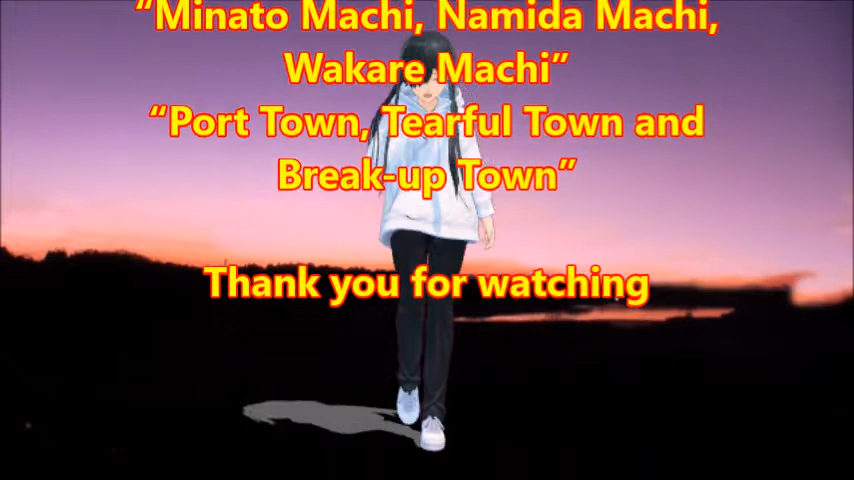 “Minato Machi, Namida Machi,
Wakare Machi”
“Port Town, Tearful Town and
Break-up Town”
Thank you for watching